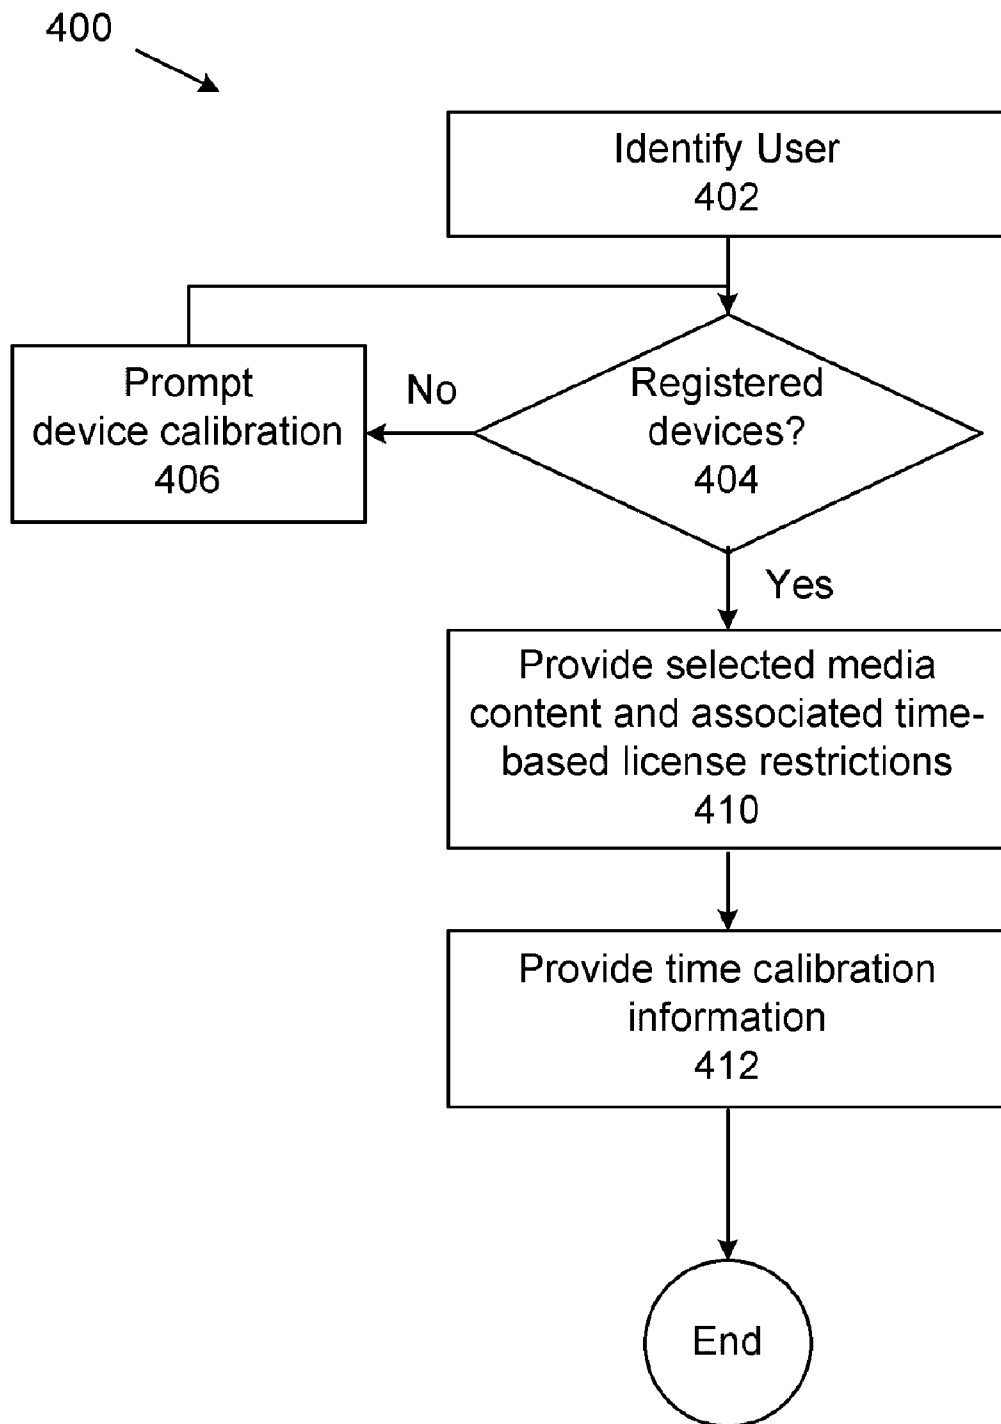 400
Identify User
402
Prompt
device calibration
406
No
Registered
devices?
404
Yes
Provide selected media
content and associated time-
based license restrictions
410
Provide time calibration
information
412
End